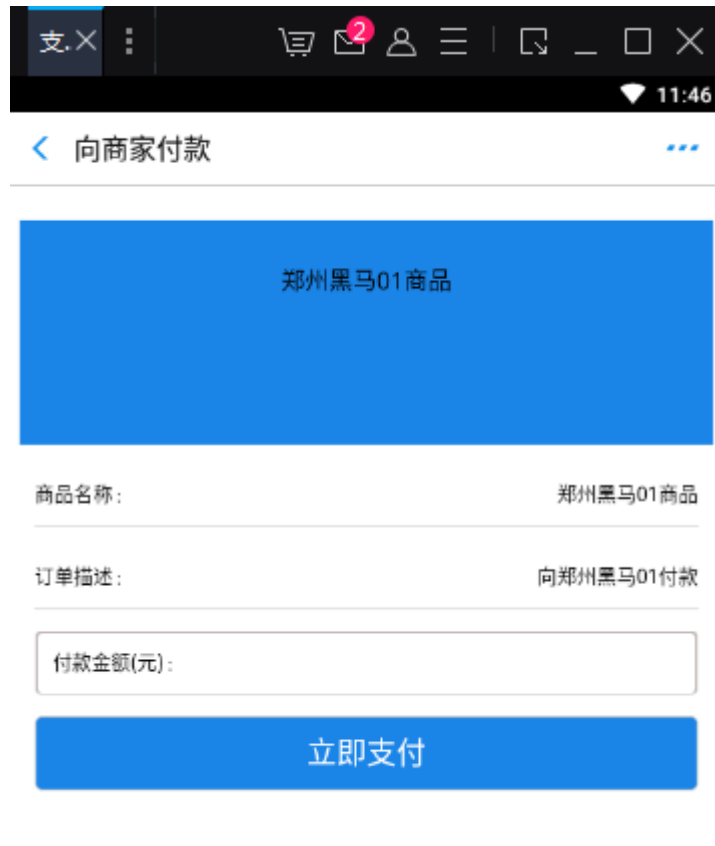 支.
2
11:46
向商家付款
郑州黑马01商品
商品名称: 郑州黑马01商品
订单描述: 向郑州黑马01付款
付款金额(元):
立即支付